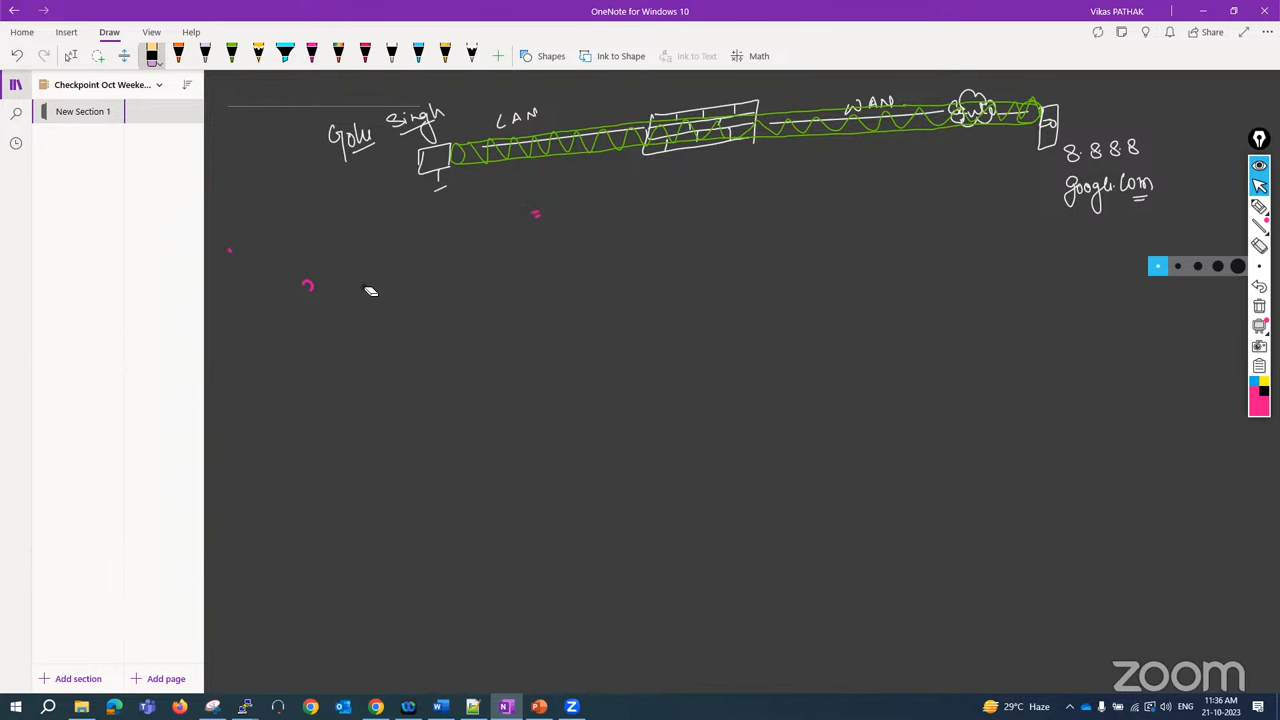 OneNote for Windows 10
Vikas PATHAK
Home Insert Draw View Help
Share
Shapes Ink to Shape Ink to Text Math
Checkpoint Oct Weeke...
New Section 1
Singh
LAN
WAN
8.8 8 8
google.com
Add section Add page
zoom
29°C Haze
ENG
11:36 AM
21-10-2023